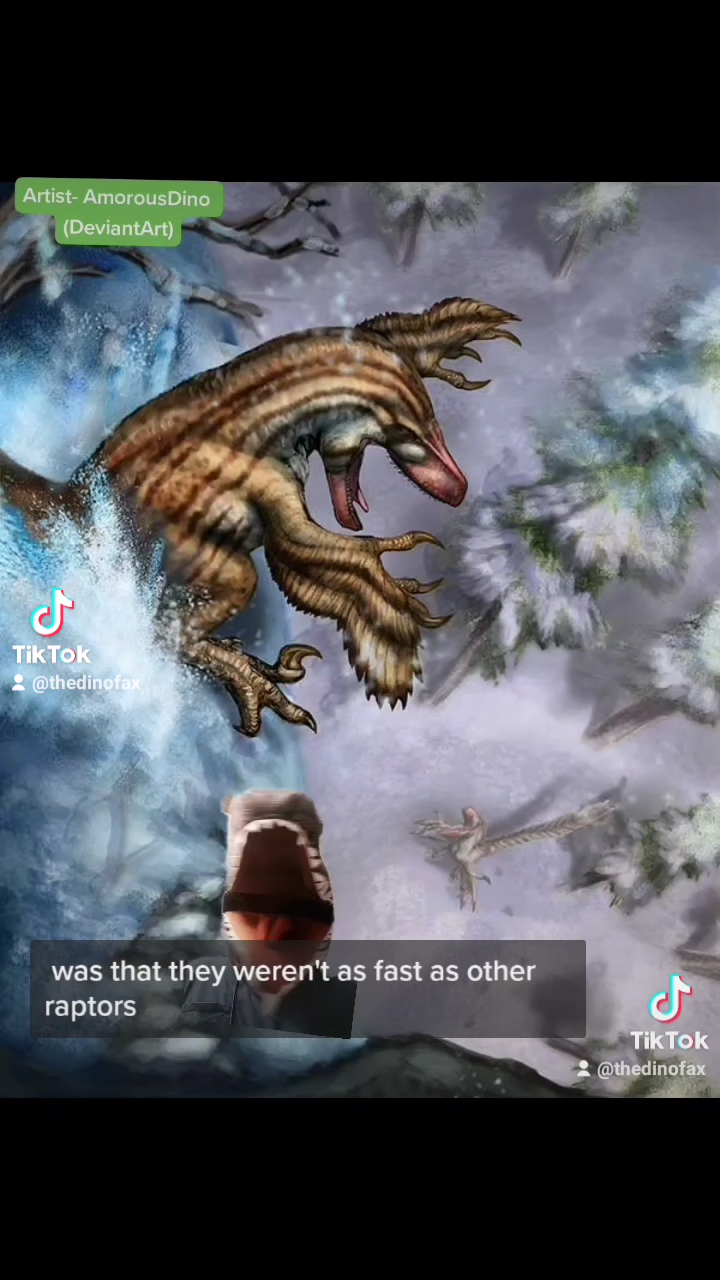 Artist- AmorousDino
(DeviantArt)
TikTok
@thedinofax
was that they weren't as fast as other
raptors
TikTok
@thedinofax